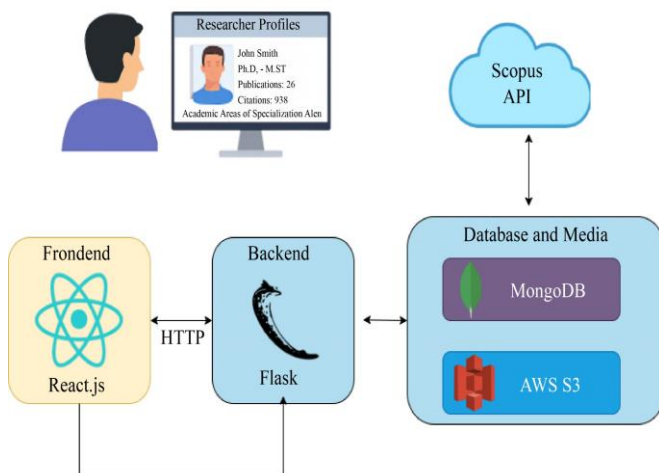 Researcher Profiles
John Smith
Ph.D, - M.ST
Publications: 26
Citations: 938
Academic Areas of Specialization Alen
Scopus
API
Frondend
React.js
HTTP
Backend
Flask
Database and Media
MongoDB
AWS S3